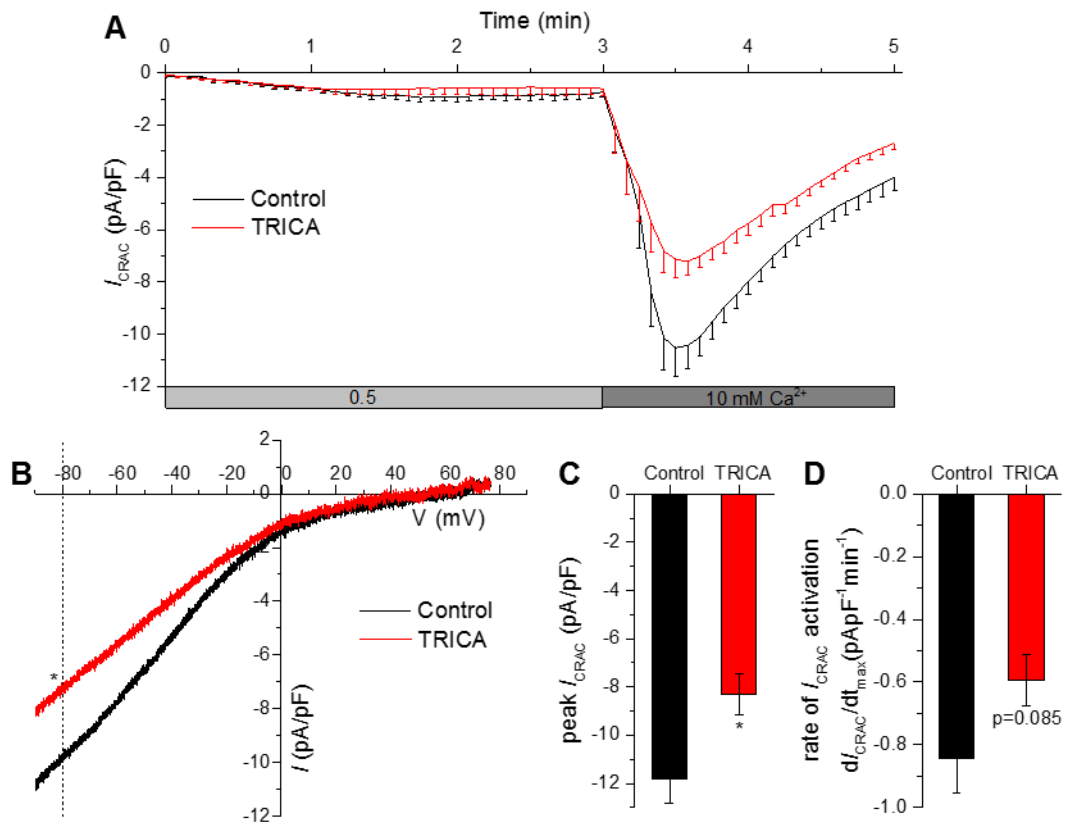 A
Time (min)
0 1 2 3 4 5
0
-2
-4
-6
-8
-10
-12
I_CRAC (pA/pF)
Control
TRICA
0.5
10 mM Ca²⁺
B
2
-80 -60 -40 -20 0 20 40 60 80
0
V (mV)
-2
-4
-6
-8
-10
-12
I (pA/pF)
*
Control
TRICA
C
Control TRICA
0
-2
-4
-6
-8
-10
-12
peak I_CRAC (pA/pF)
*
D
Control TRICA
0.0
-0.2
-0.4
-0.6
-0.8
-1.0
rate of I_CRAC activation
dI_CRAC/dt_max(pApF⁻¹min⁻¹)
p=0.085